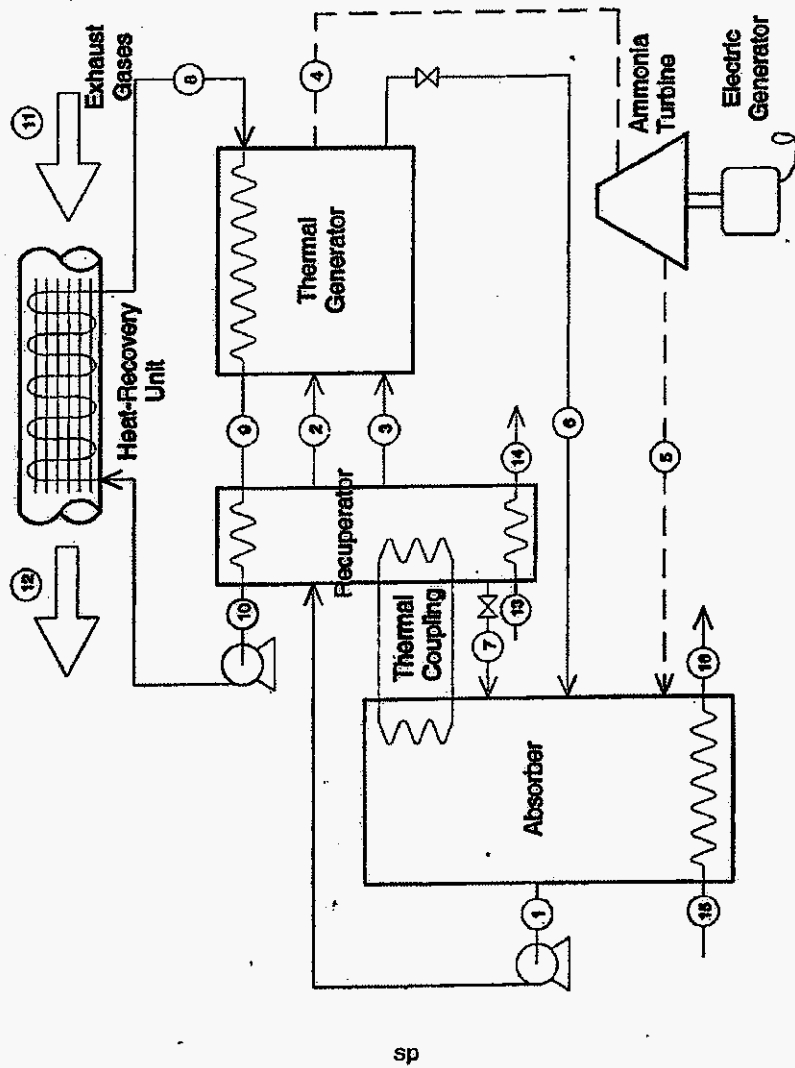 11
Exhaust
Gases
12
Heat-Recovery
Unit
8
4
Thermal
Generator
9
2
3
10
Recuperator
14
13
Thermal
Coupling
7
6
5
Ammonia
Turbine
Electric
Generator
Absorber
1
15
16
sp